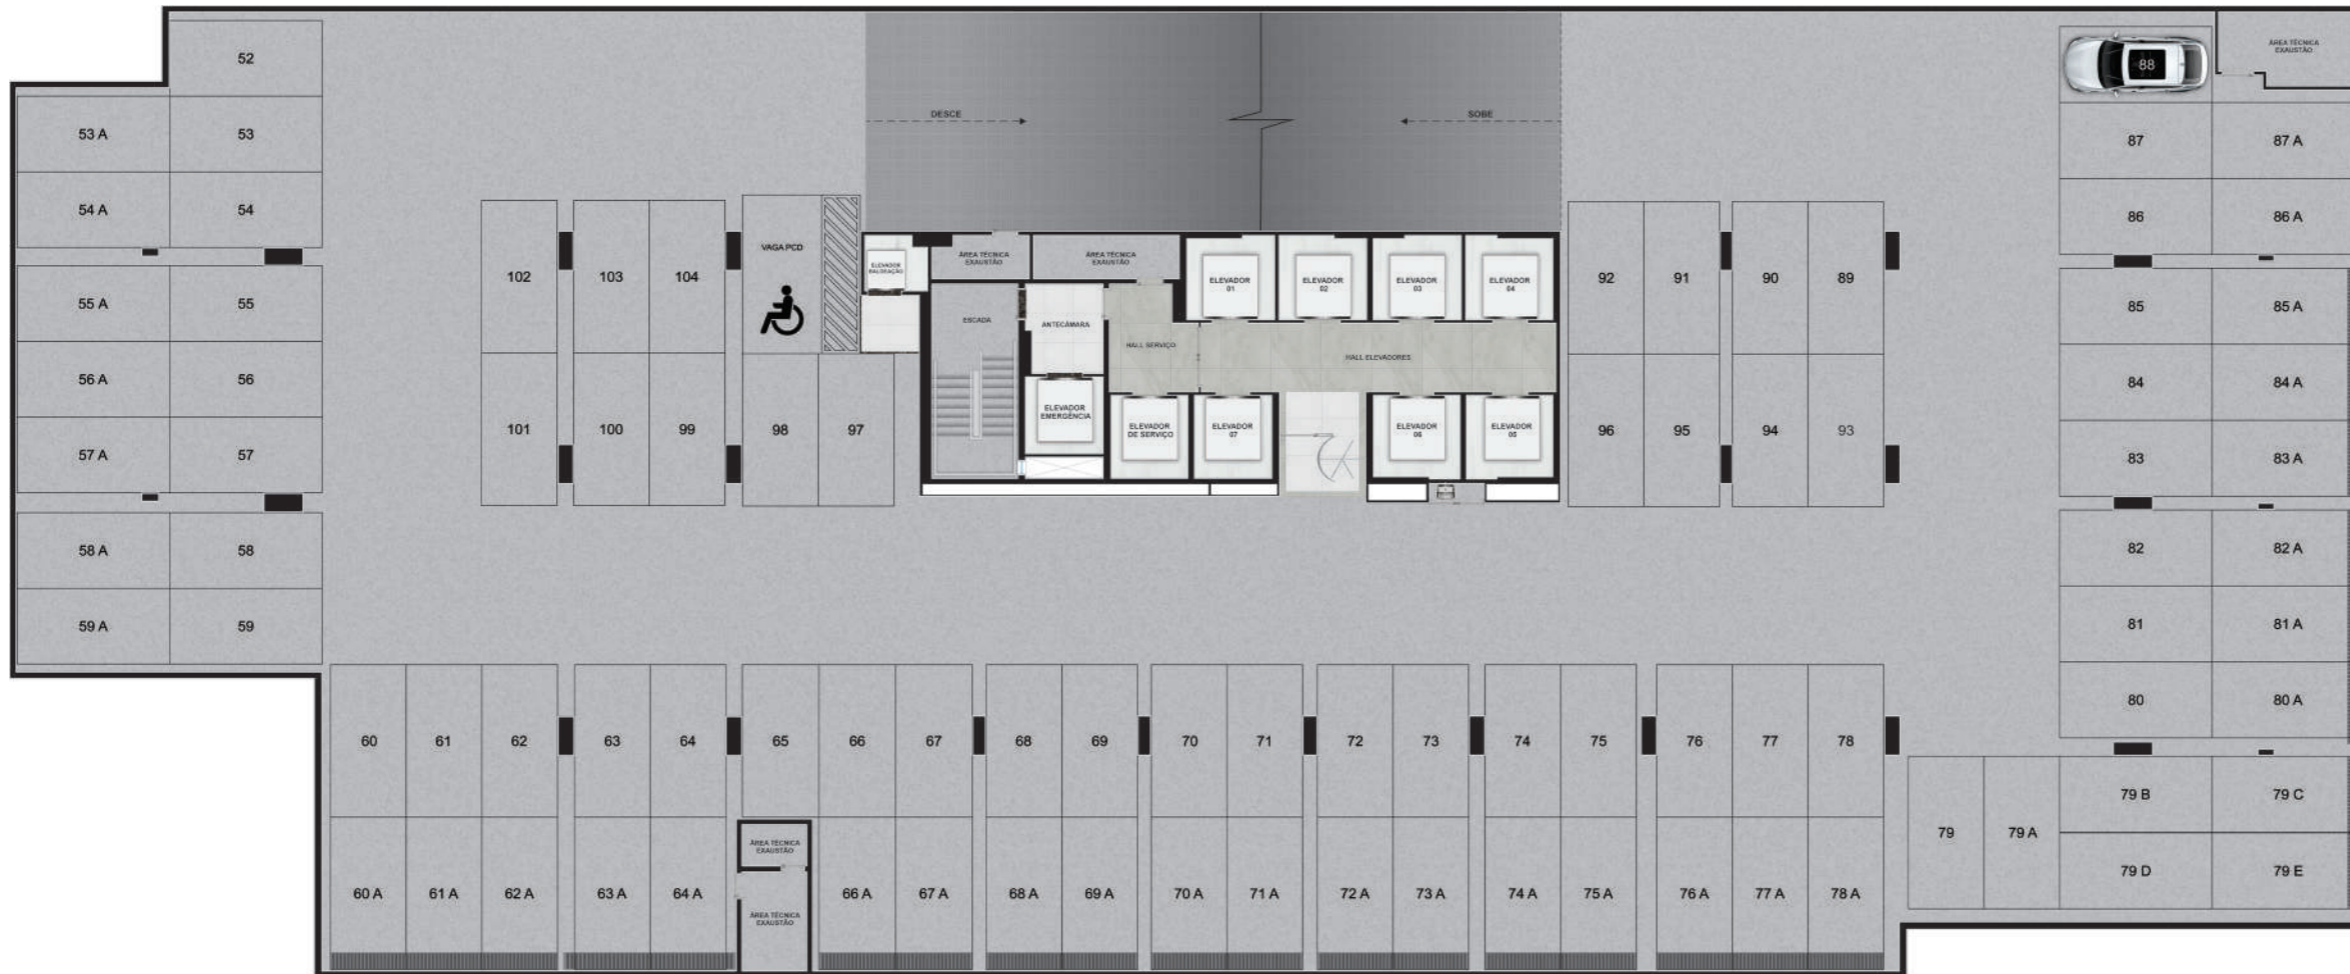 52
53 A
53
54 A
54
55 A
55
56 A
56
57 A
57
58 A
58
59 A
59
102
103
104
101
100
99
VAGA PCD
98
97
DESCE
SOBE
ELEVADOR
BALDEAÇÃO
ÁREA TÉCNICA
EXAUSTÃO
ÁREA TÉCNICA
EXAUSTÃO
ELEVADOR
01
ELEVADOR
02
ELEVADOR
03
ELEVADOR
04
ESCADA
ANTECÂMARA
HALL SERVIÇO
HALL ELEVADORES
ELEVADOR
EMERGÊNCIA
ELEVADOR
DE SERVIÇO
ELEVADOR
07
ELEVADOR
06
ELEVADOR
05
92
91
90
89
96
95
94
93
88
ÁREA TÉCNICA
EXAUSTÃO
87
87 A
86
86 A
85
85 A
84
84 A
83
83 A
82
82 A
81
81 A
80
80 A
60
61
62
63
64
65
66
67
68
69
70
71
72
73
74
75
76
77
78
60 A
61 A
62 A
63 A
64 A
ÁREA TÉCNICA
EXAUSTÃO
ÁREA TÉCNICA
EXAUSTÃO
66 A
67 A
68 A
69 A
70 A
71 A
72 A
73 A
74 A
75 A
76 A
77 A
78 A
79
79 A
79 B
79 C
79 D
79 E